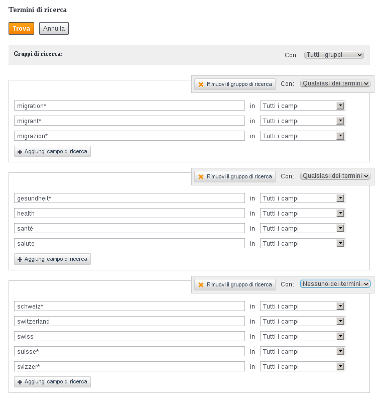 Termini di ricerca
Trova Annulla
Gruppi di ricerca: Con: Tutti i gruppi
Rimuovi il gruppo di ricerca Con: Qualsiasi dei termini
migration* in Tutti i campi
migrant* in Tutti i campi
migrazion* in Tutti i campi
Aggiungi campo di ricerca
Rimuovi il gruppo di ricerca Con: Qualsiasi dei termini
gesundheit* in Tutti i campi
health in Tutti i campi
santé in Tutti i campi
salute in Tutti i campi
Aggiungi campo di ricerca
Rimuovi il gruppo di ricerca Con: Nessuno dei termini
schweiz* in Tutti i campi
switzerland in Tutti i campi
swiss in Tutti i campi
suisse* in Tutti i campi
svizzer* in Tutti i campi
Aggiungi campo di ricerca